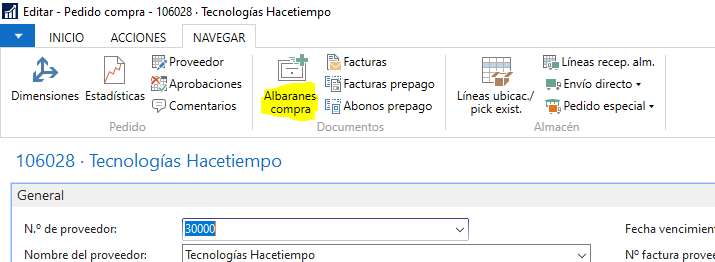 Editar - Pedido compra - 106028 · Tecnologías Hacetiempo
INICIO ACCIONES NAVEGAR
Dimensiones
Estadísticas
Proveedor
Aprobaciones
Comentarios
Pedido
Albaranes
compra
Facturas
Facturas prepago
Abonos prepago
Documentos
Líneas ubicac./
pick exist.
Líneas recep. alm.
Envío directo
Pedido especial
Almacén
106028 · Tecnologías Hacetiempo
General
N.º de proveedor: 30000 Fecha vencimien
Nombre del proveedor: Tecnologías Hacetiempo Nº factura provee